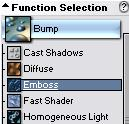 Function Selection ?
Bump
Cast Shadows
Diffuse
Emboss
Fast Shader
Homogeneous Light